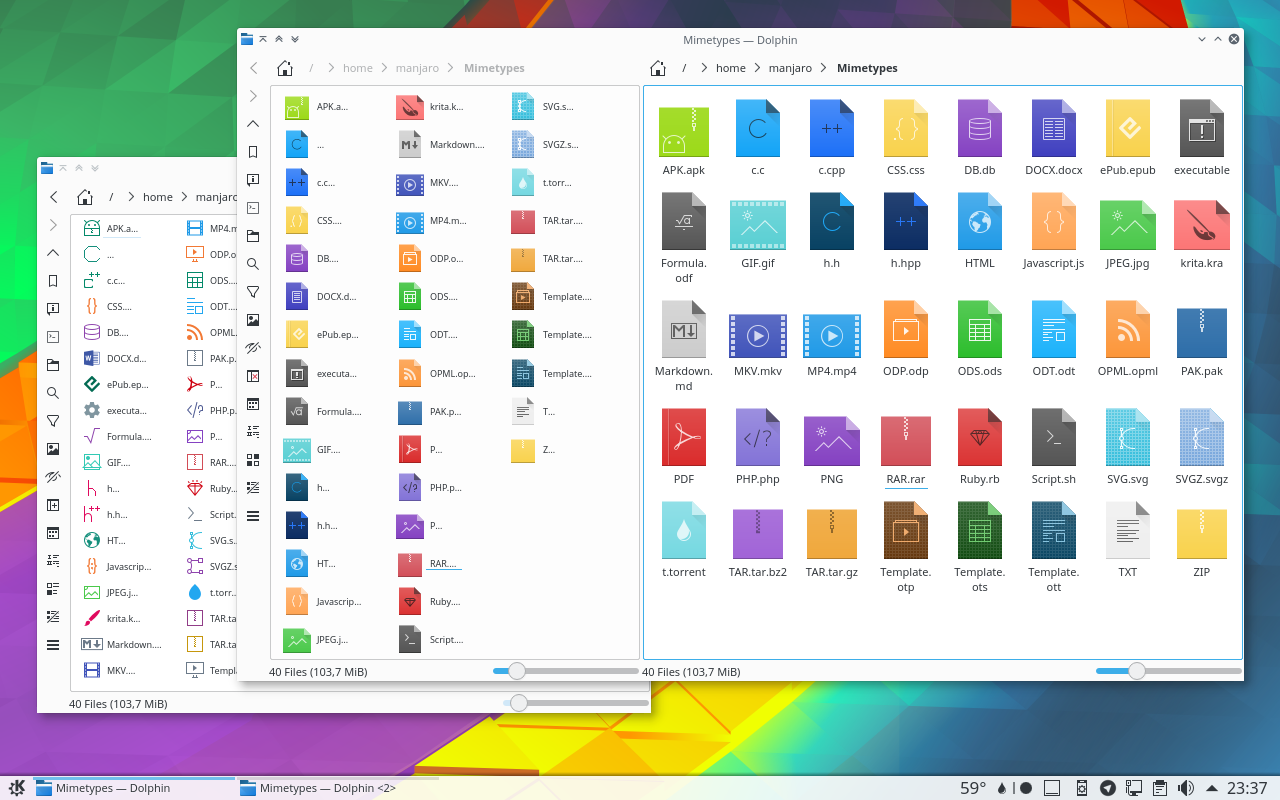 Mimetypes — Dolphin
/ home manjaro Mimetypes
/ home manjaro Mimetypes
APK.a...
...
c.c...
CSS....
DB....
DOCX.d...
ePub.ep...
executa...
Formula....
GIF....
h...
h.h...
HT...
Javascrip...
JPEG.j...
krita.k...
Markdown....
MKV....
MP4.m...
ODP.o...
ODS....
ODT....
OPML.op...
PAK.p...
P...
PHP.p...
P...
RAR....
Ruby....
Script....
SVG.s...
SVGZ.s...
t.torr...
TAR.tar....
TAR.tar....
Template....
Template....
Template....
T...
Z...
40 Files (103,7 MiB)
APK.apk c.c c.cpp CSS.css DB.db DOCX.docx ePub.epub executable
Formula.
odf
GIF.gif h.h h.hpp HTML Javascript.js JPEG.jpg krita.kra
Markdown.
md
MKV.mkv MP4.mp4 ODP.odp ODS.ods ODT.odt OPML.opml PAK.pak
PDF PHP.php PNG RAR.rar Ruby.rb Script.sh SVG.svg SVGZ.svgz
t.torrent TAR.tar.bz2 TAR.tar.gz
Template.
otp
Template.
ots
Template.
ott
TXT ZIP
40 Files (103,7 MiB)
/ home manjaro
APK.a...
...
c.c...
CSS....
DB....
DOCX.d...
ePub.ep...
executa...
Formula....
GIF....
h...
h.h...
HT...
Javascrip...
JPEG.j...
krita.k...
Markdown....
MKV....
MP4.m
ODP.o
ODS....
ODT....
OPML.
PAK.p...
P...
PHP.p...
P...
RAR....
Ruby...
Script.
SVG.s...
SVGZ.s
t.torr...
TAR.ta
TAR.ta
Templ
40 Files (103,7 MiB)
Mimetypes — Dolphin
Mimetypes — Dolphin <2>
59°
23:37